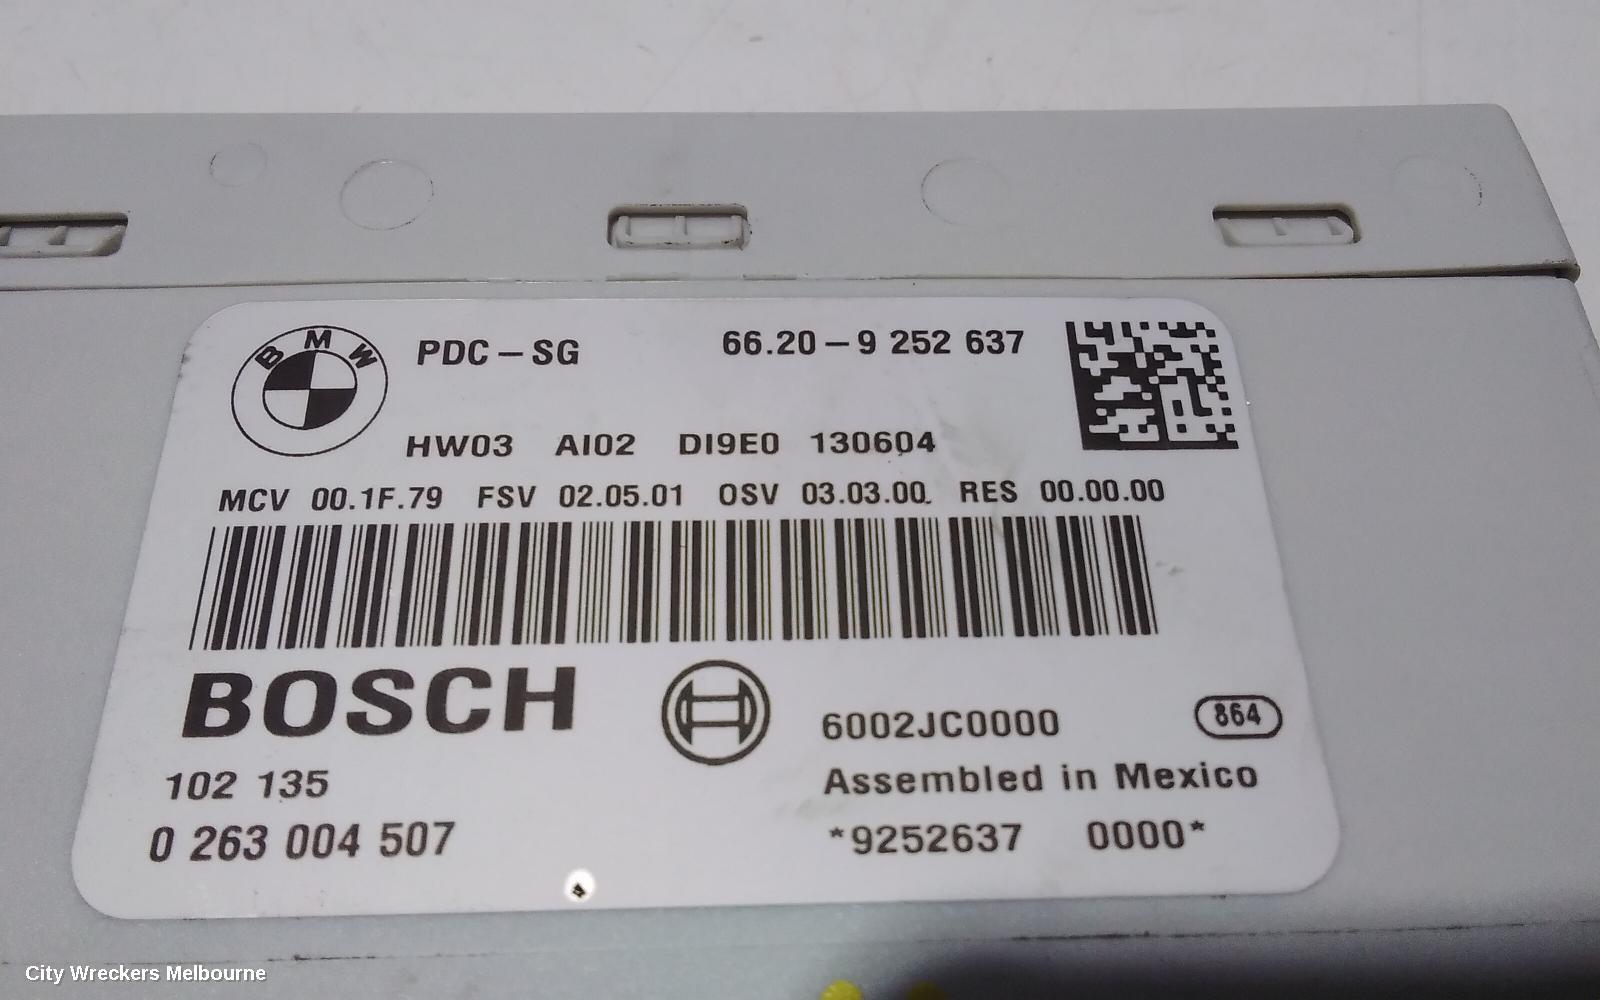 BMW
PDC – SG 66.20 – 9 252 637
HW03 AI02 DI9E0 130604
MCV 00.1F.79 FSV 02.05.01 OSV 03.03.00 RES 00.00.00
BOSCH
6002JC0000 864
102 135 Assembled in Mexico
0 263 004 507 *9252637 0000*
City Wreckers Melbourne